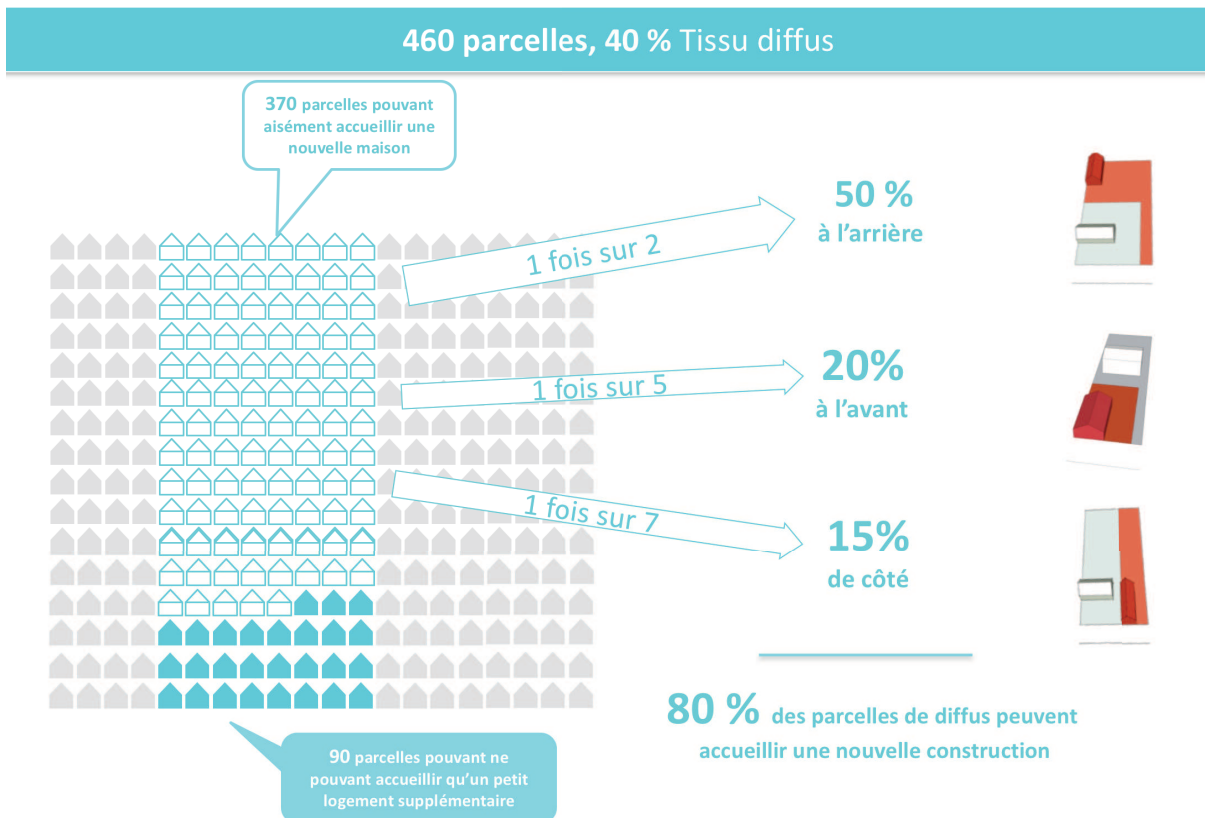 460 parcelles, 40 % Tissu diffus
370 parcelles pouvant
aisément accueillir une
nouvelle maison
1 fois sur 2
50 %
à l’arrière
1 fois sur 5
20%
à l’avant
1 fois sur 7
15%
de côté
80 % des parcelles de diffus peuvent
accueillir une nouvelle construction
90 parcelles pouvant ne
pouvant accueillir qu’un petit
logement supplémentaire